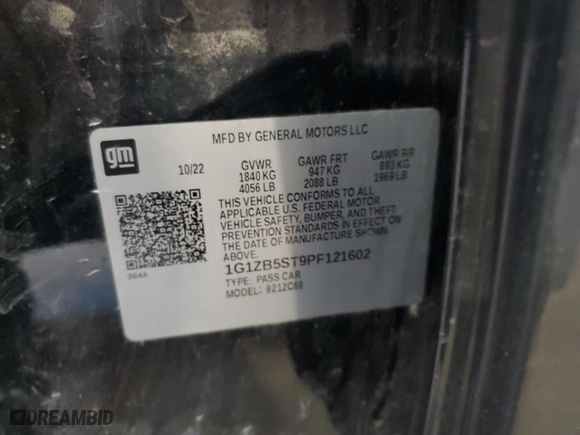 gm
MFD BY GENERAL MOTORS LLC
10/22 GVWR GAWR FRT GAWR RR
1840 KG 947 KG 893 KG
4056 LB 2088 LB 1969 LB
THIS VEHICLE CONFORMS TO ALL
APPLICABLE U.S. FEDERAL MOTOR
VEHICLE SAFETY, BUMPER, AND THEFT
PREVENTION STANDARDS IN EFFECT ON
THE DATE OF MANUFACTURE SHOWN
ABOVE.
1G1ZB5ST9PF121602
TYPE: PASS CAR
MODEL: 921ZC69
DREAMBID